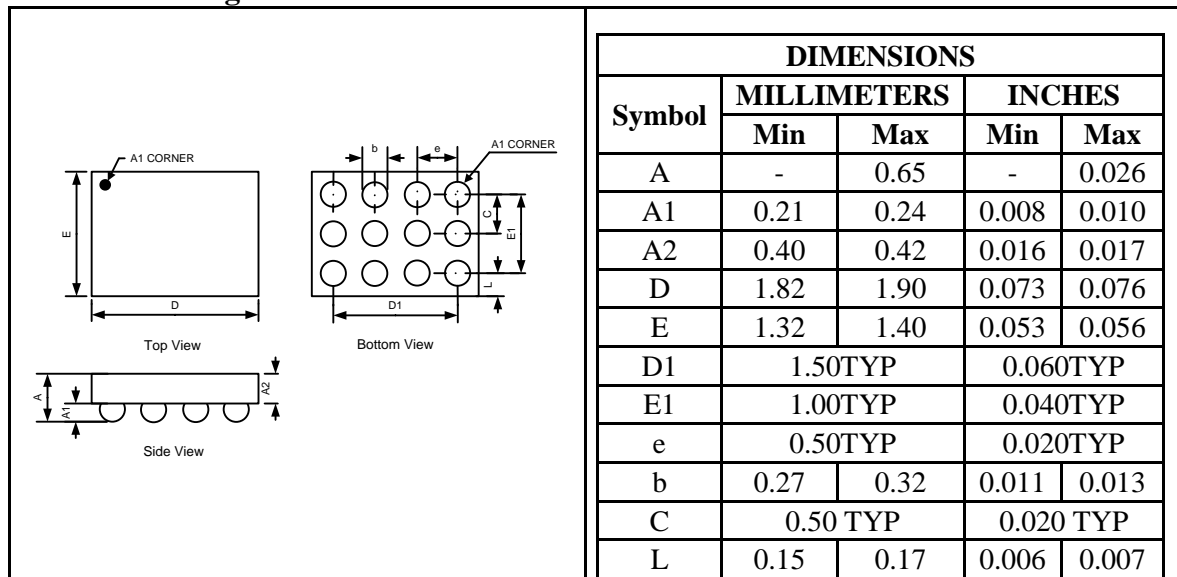 A1 CORNER
E
D
Top View
b
e
A1 CORNER
C
E1
L
D1
Bottom View
A
A1
A2
Side View
DIMENSIONS
Symbol MILLIMETERS INCHES
Min Max Min Max
A - 0.65 - 0.026
A1 0.21 0.24 0.008 0.010
A2 0.40 0.42 0.016 0.017
D 1.82 1.90 0.073 0.076
E 1.32 1.40 0.053 0.056
D1 1.50TYP 0.060TYP
E1 1.00TYP 0.040TYP
e 0.50TYP 0.020TYP
b 0.27 0.32 0.011 0.013
C 0.50 TYP 0.020 TYP
L 0.15 0.17 0.006 0.007